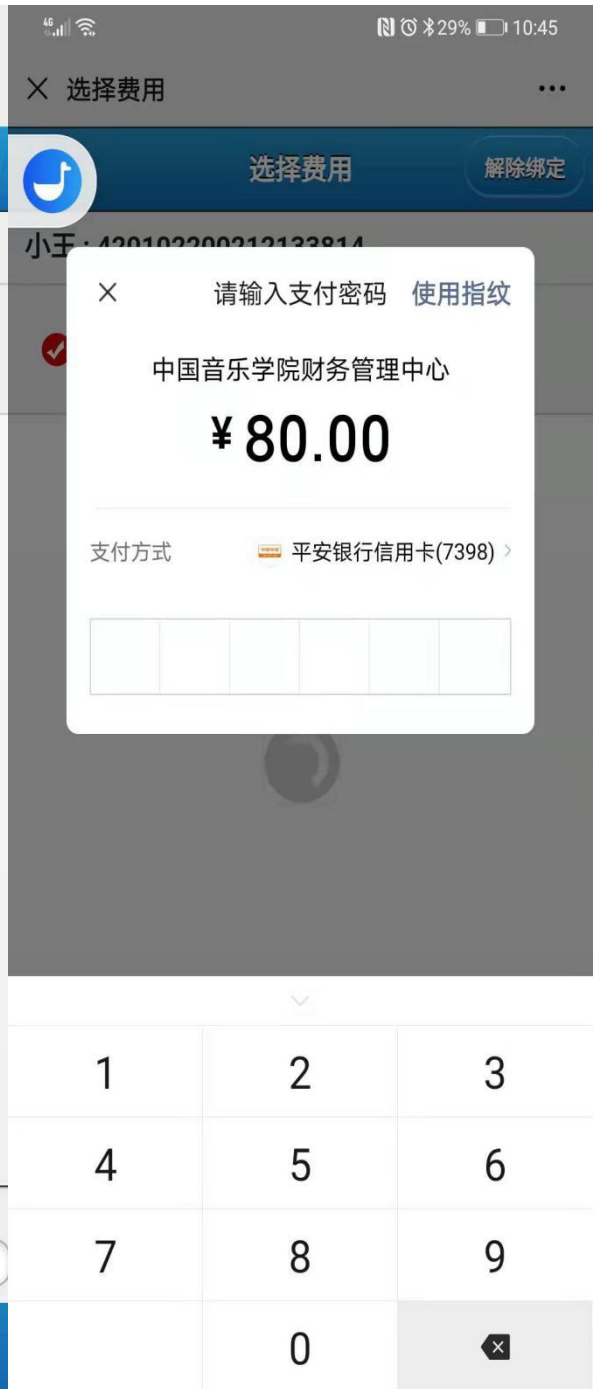 4G 29% 10:45
选择费用 ...
选择费用 解除绑定
小王：420102200212133814
请输入支付密码 使用指纹
中国音乐学院财务管理中心
¥80.00
支付方式 平安银行信用卡(7398)
1 2 3
4 5 6
7 8 9
0